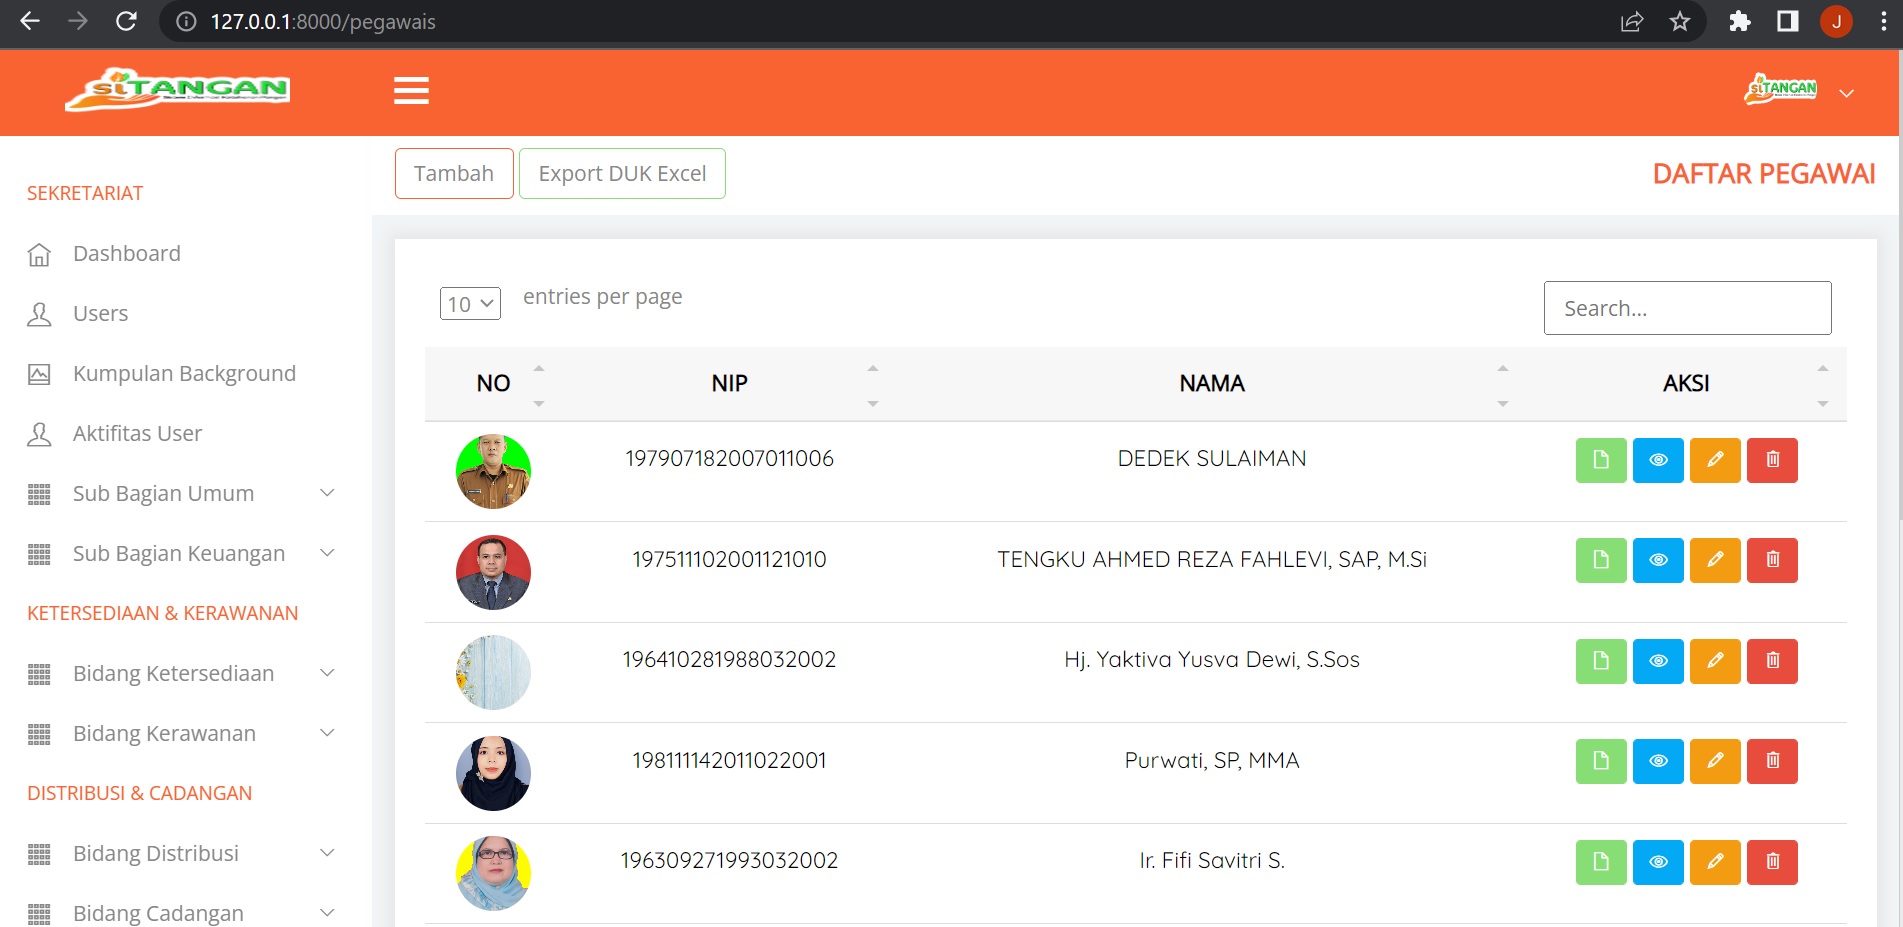 127.0.0.1:8000/pegawais
J
siTANGAN
siTANGAN
Tambah
Export DUK Excel
DAFTAR PEGAWAI
SEKRETARIAT
Dashboard
Users
Kumpulan Background
Aktifitas User
Sub Bagian Umum
Sub Bagian Keuangan
KETERSEDIAAN & KERAWANAN
Bidang Ketersediaan
Bidang Kerawanan
DISTRIBUSI & CADANGAN
Bidang Distribusi
Bidang Cadangan
10 entries per page
Search...
NO NIP NAMA AKSI
197907182007011006 DEDEK SULAIMAN
197511102001121010 TENGKU AHMED REZA FAHLEVI, SAP, M.Si
196410281988032002 Hj. Yaktiva Yusva Dewi, S.Sos
198111142011022001 Purwati, SP, MMA
196309271993032002 Ir. Fifi Savitri S.